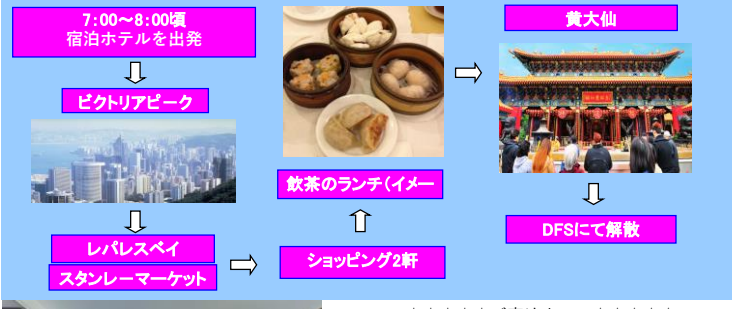 7:00～8:00頃
宿泊ホテルを出発
ビクトリアピーク
レパレスベイ
スタンレーマーケット
ショッピング2軒
飲茶のランチ（イメー
黄大仙
DFSにて解散